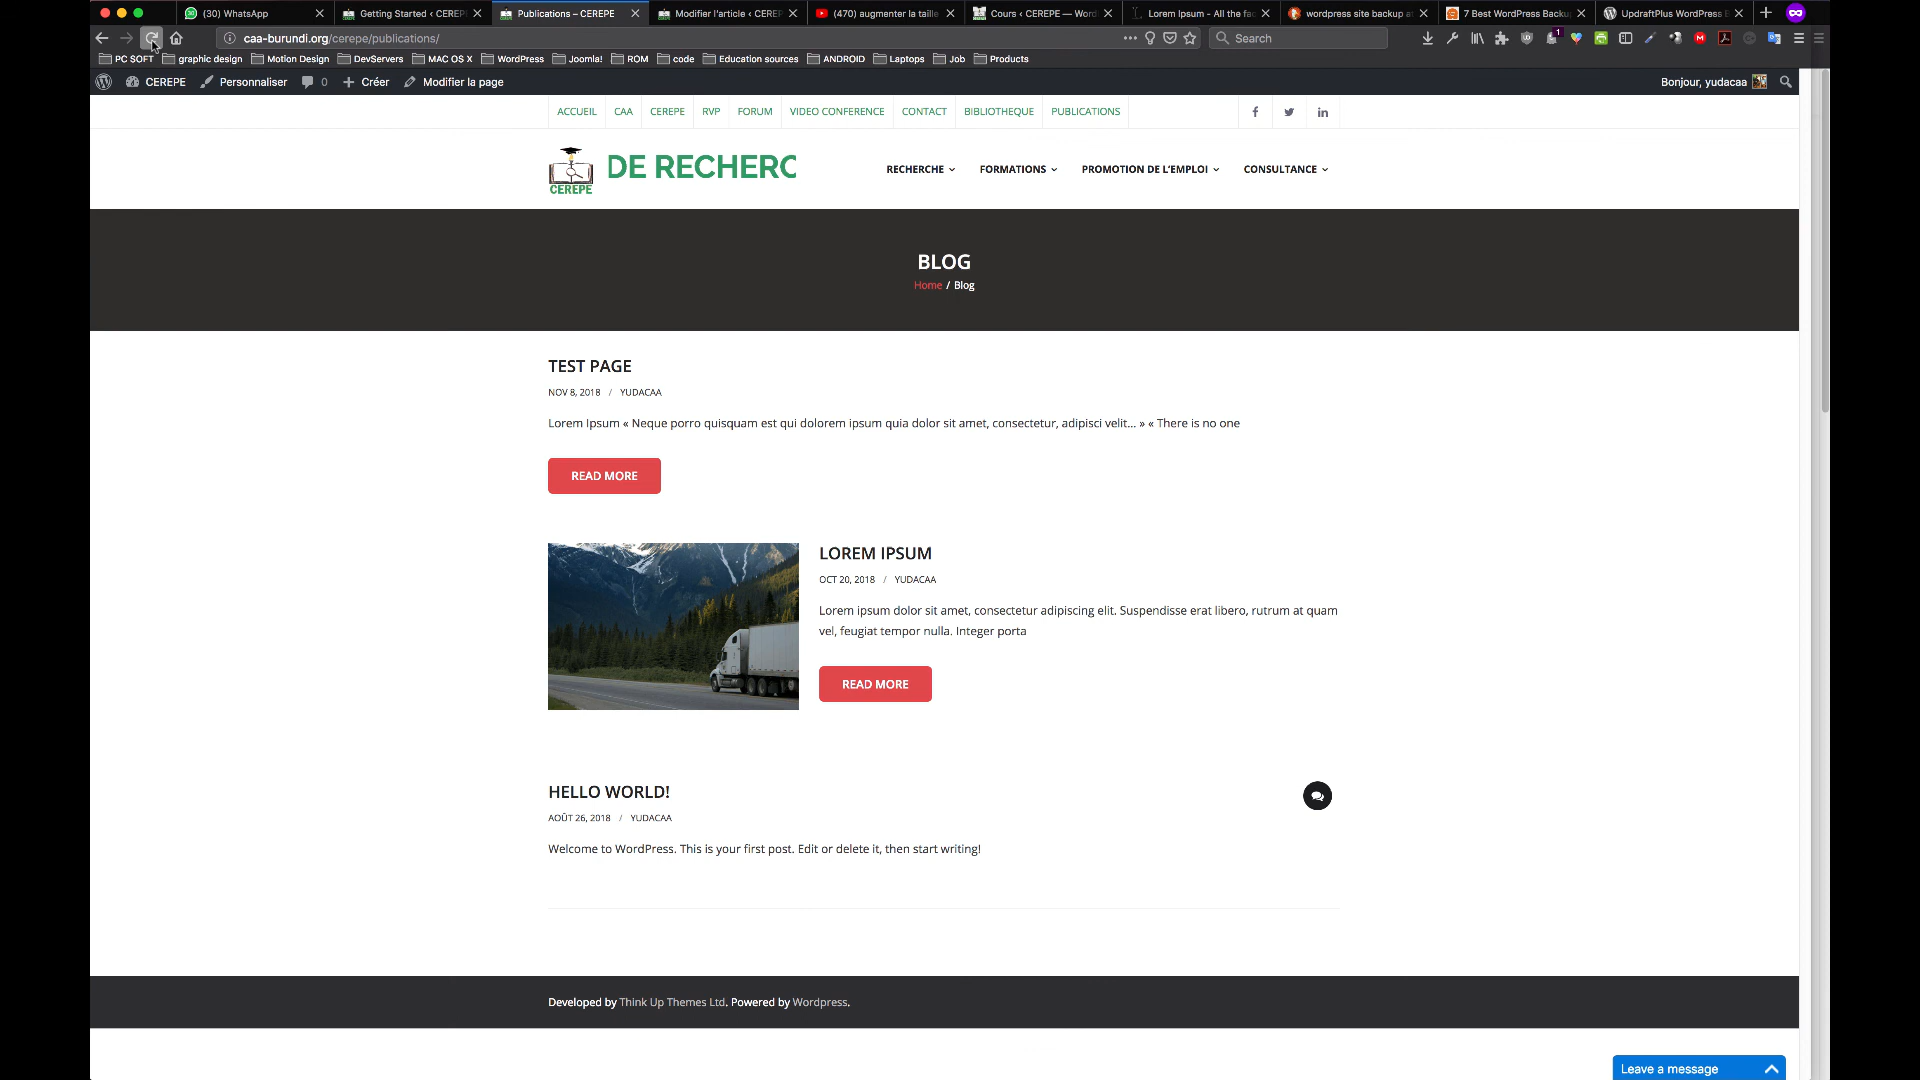 (30) WhatsApp
Getting Started ‹ CEREP
Publications – CEREPE
Modifier l'article ‹ CEREP
(470) augmenter la taille
Cours ‹ CEREPE — Word
Lorem Ipsum - All the fac
wordpress site backup a
7 Best WordPress Backu
UpdraftPlus WordPress B
caa-burundi.org/cerepe/publications/
Search
1
PC SOFT
graphic design
Motion Design
DevServers
MAC OS X
WordPress
Joomla!
ROM
code
Education sources
ANDROID
Laptops
Job
Products
CEREPE
Personnaliser
0
Créer
Modifier la page
Bonjour, yudacaa
ACCUEIL
CAA
CEREPE
RVP
FORUM
VIDEO CONFERENCE
CONTACT
BIBLIOTHEQUE
PUBLICATIONS
CEREPE
DE RECHERC
RECHERCHE
FORMATIONS
PROMOTION DE L'EMPLOI
CONSULTANCE
BLOG
Home / Blog
TEST PAGE
NOV 8, 2018 / YUDACAA
Lorem Ipsum « Neque porro quisquam est qui dolorem ipsum quia dolor sit amet, consectetur, adipisci velit... » « There is no one
READ MORE
LOREM IPSUM
OCT 20, 2018 / YUDACAA
Lorem ipsum dolor sit amet, consectetur adipiscing elit. Suspendisse erat libero, rutrum at quam
vel, feugiat tempor nulla. Integer porta
READ MORE
HELLO WORLD!
AOÛT 26, 2018 / YUDACAA
Welcome to WordPress. This is your first post. Edit or delete it, then start writing!
Developed by Think Up Themes Ltd. Powered by Wordpress.
Leave a message